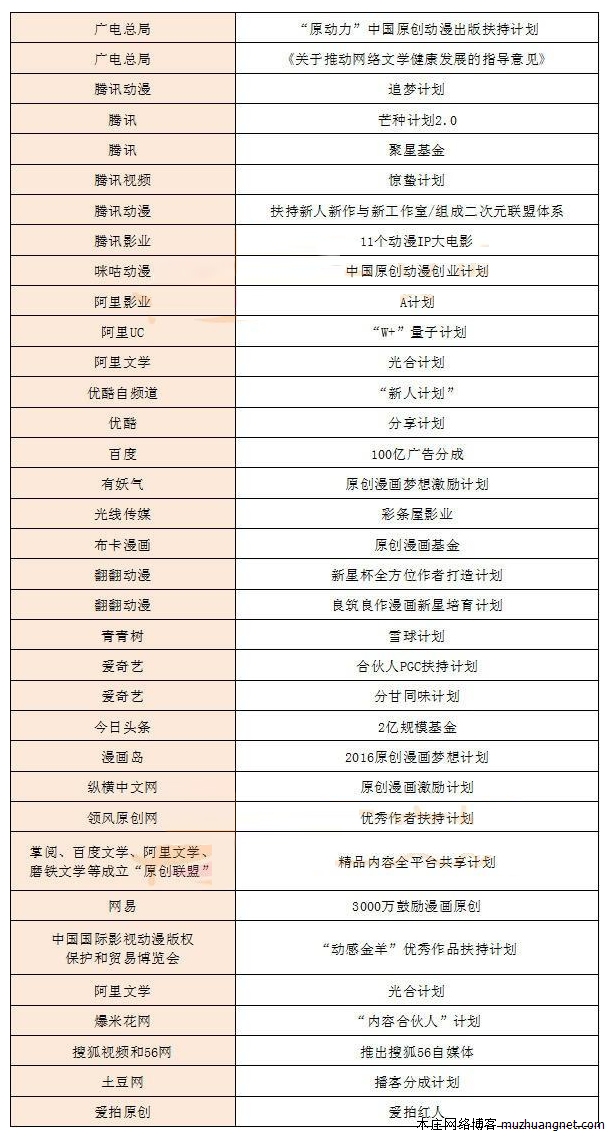 广电总局 “原动力”中国原创动漫出版扶持计划
广电总局 《关于推动网络文学健康发展的指导意见》
腾讯动漫 追梦计划
腾讯 芒种计划2.0
腾讯 聚星基金
腾讯视频 惊蛰计划
腾讯动漫 扶持新人新作与新工作室/组成二次元联盟体系
腾讯影业 11个动漫IP大电影
咪咕动漫 中国原创动漫创业计划
阿里影业 A计划
阿里UC “W+”量子计划
阿里文学 光合计划
优酷自频道 “新人计划”
优酷 分享计划
百度 100亿广告分成
有妖气 原创漫画梦想激励计划
光线传媒 彩条屋影业
布卡漫画 原创漫画基金
翻翻动漫 新星杯全方位作者打造计划
翻翻动漫 良筑良作漫画新星培育计划
青青树 雪球计划
爱奇艺 合伙人PGC扶持计划
爱奇艺 分甘同味计划
今日头条 2亿规模基金
漫画岛 2016原创漫画梦想计划
纵横中文网 原创漫画激励计划
领风原创网 优秀作者扶持计划
掌阅、百度文学、阿里文学、
磨铁文学等成立“原创联盟”
精品内容全平台共享计划
网易 3000万鼓励漫画原创
中国国际影视动漫版权
保护和贸易博览会
“动感金羊”优秀作品扶持计划
阿里文学 光合计划
爆米花网 “内容合伙人”计划
搜狐视频和56网 推出搜狐56自媒体
土豆网 播客分成计划
爱拍原创 爱拍红人
本庄网络博客-muzhuangnet.com